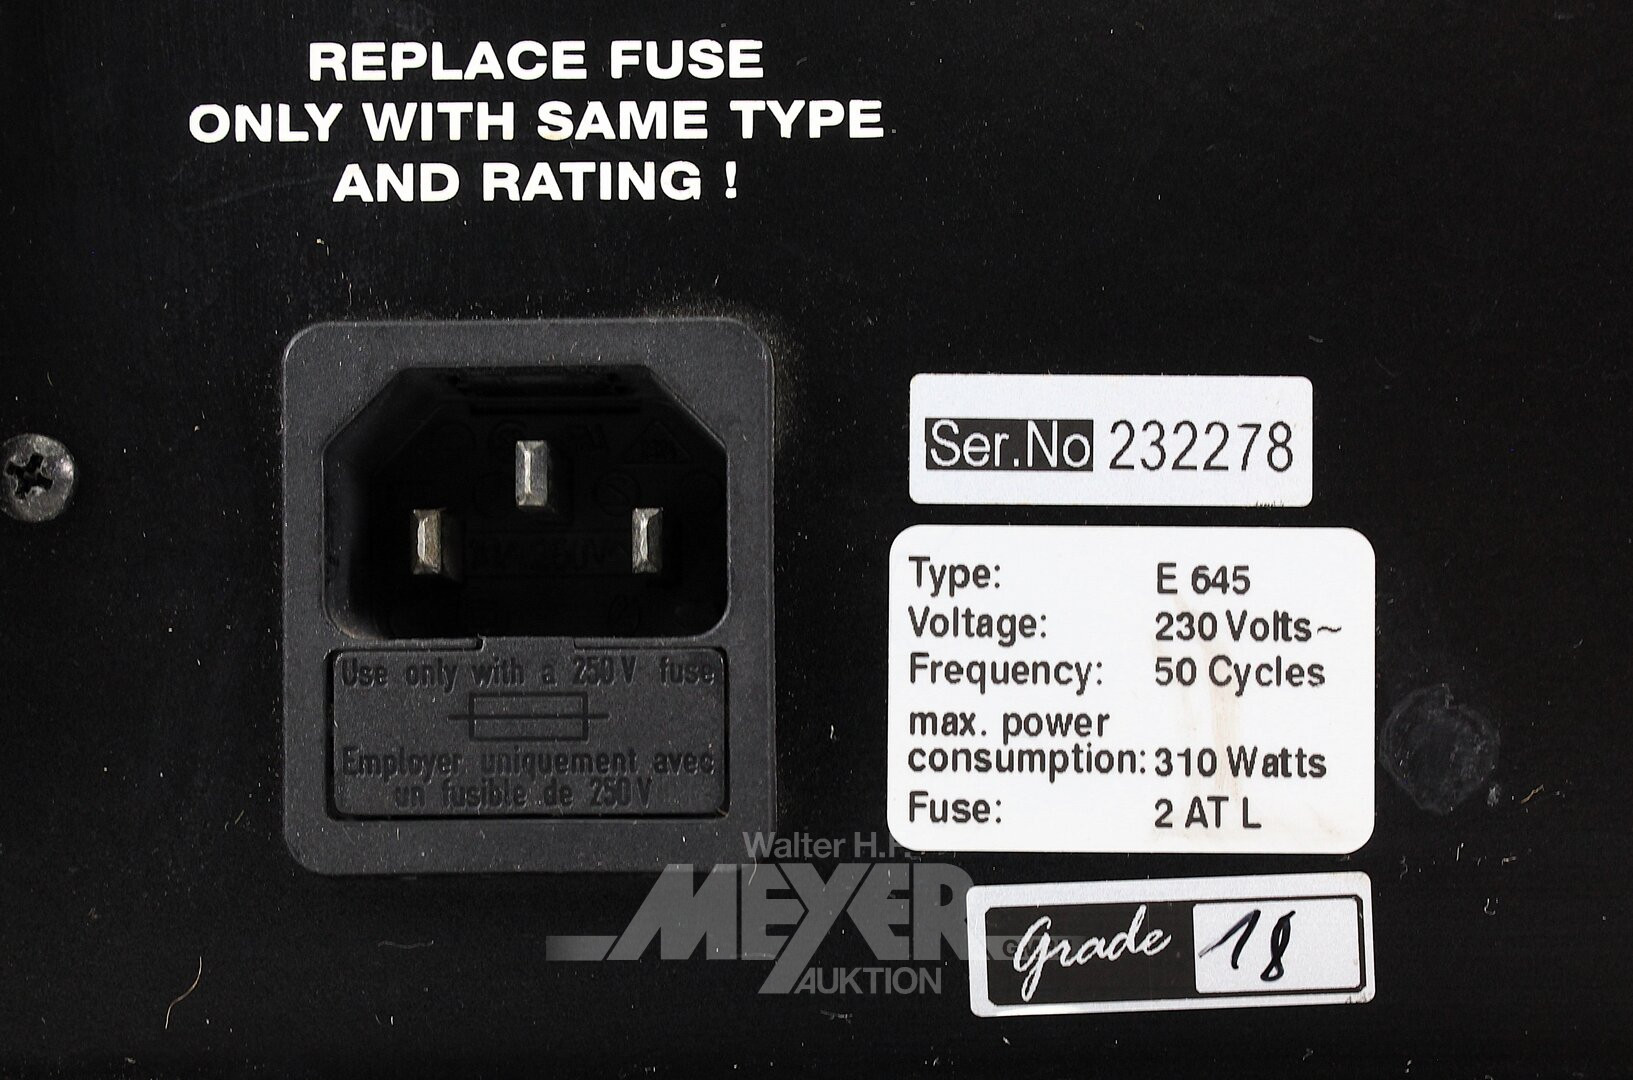 REPLACE FUSE
ONLY WITH SAME TYPE
AND RATING !
Ser.No 232278
Type: E 645
Voltage: 230 Volts~
Frequency: 50 Cycles
max. power
consumption: 310 Watts
Fuse: 2 AT L
Use only with a 250V fuse
Employer uniquement avec
un fusible de 250V
Walter H.F.
MEYER
AUKTION
Grade 18